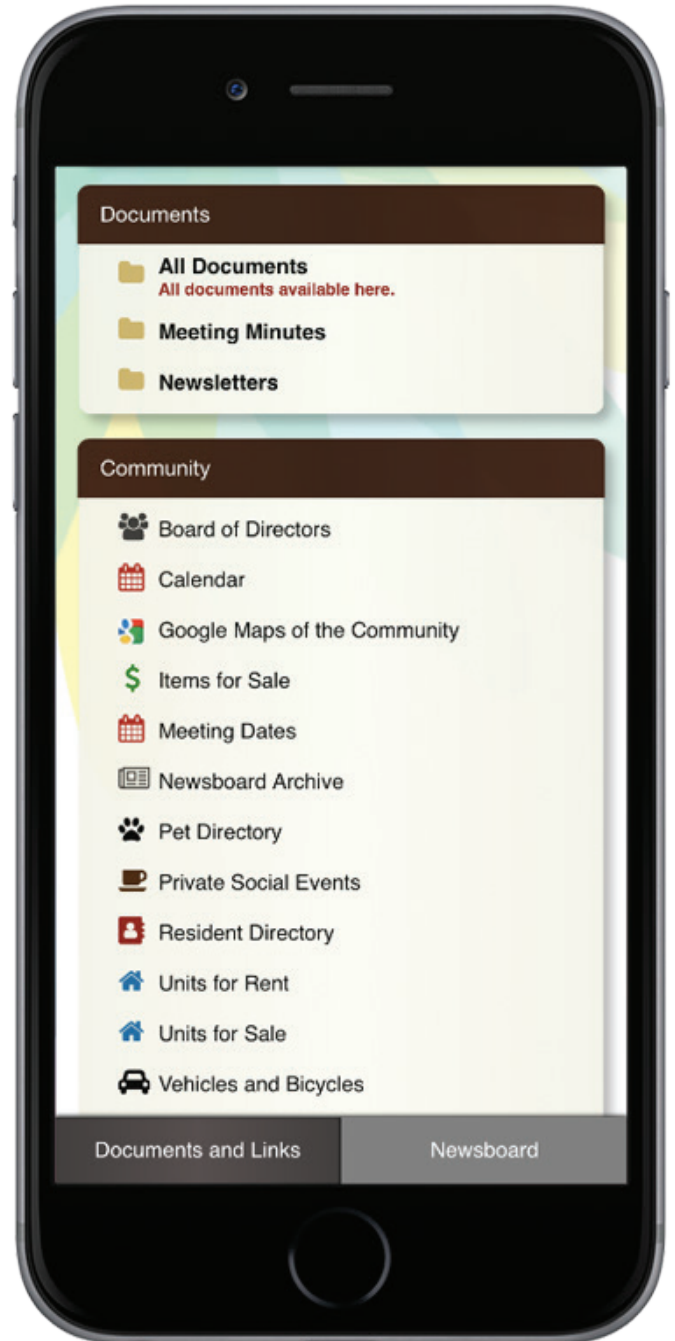 Documents
All Documents
All documents available here.
Meeting Minutes
Newsletters
Community
Board of Directors
Calendar
Google Maps of the Community
$ Items for Sale
Meeting Dates
Newsboard Archive
Pet Directory
Private Social Events
Resident Directory
Units for Rent
Units for Sale
Vehicles and Bicycles
Documents and Links
Newsboard